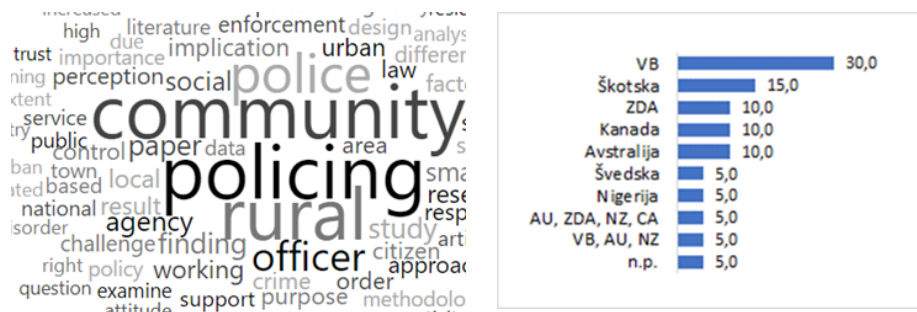 high literature enforcement design
due implication urban
trust importance
perception social police law
community
service
public control paper data area
town
based local policing
national result rural
agency study
challenge finding officer citizen
right policy working
crime order
question examine support purpose
VB 30,0
Škotska 15,0
ZDA 10,0
Kanada 10,0
Avstralija 10,0
Švedska 5,0
Nigerija 5,0
AU, ZDA, NZ, CA 5,0
VB, AU, NZ 5,0
n.p. 5,0